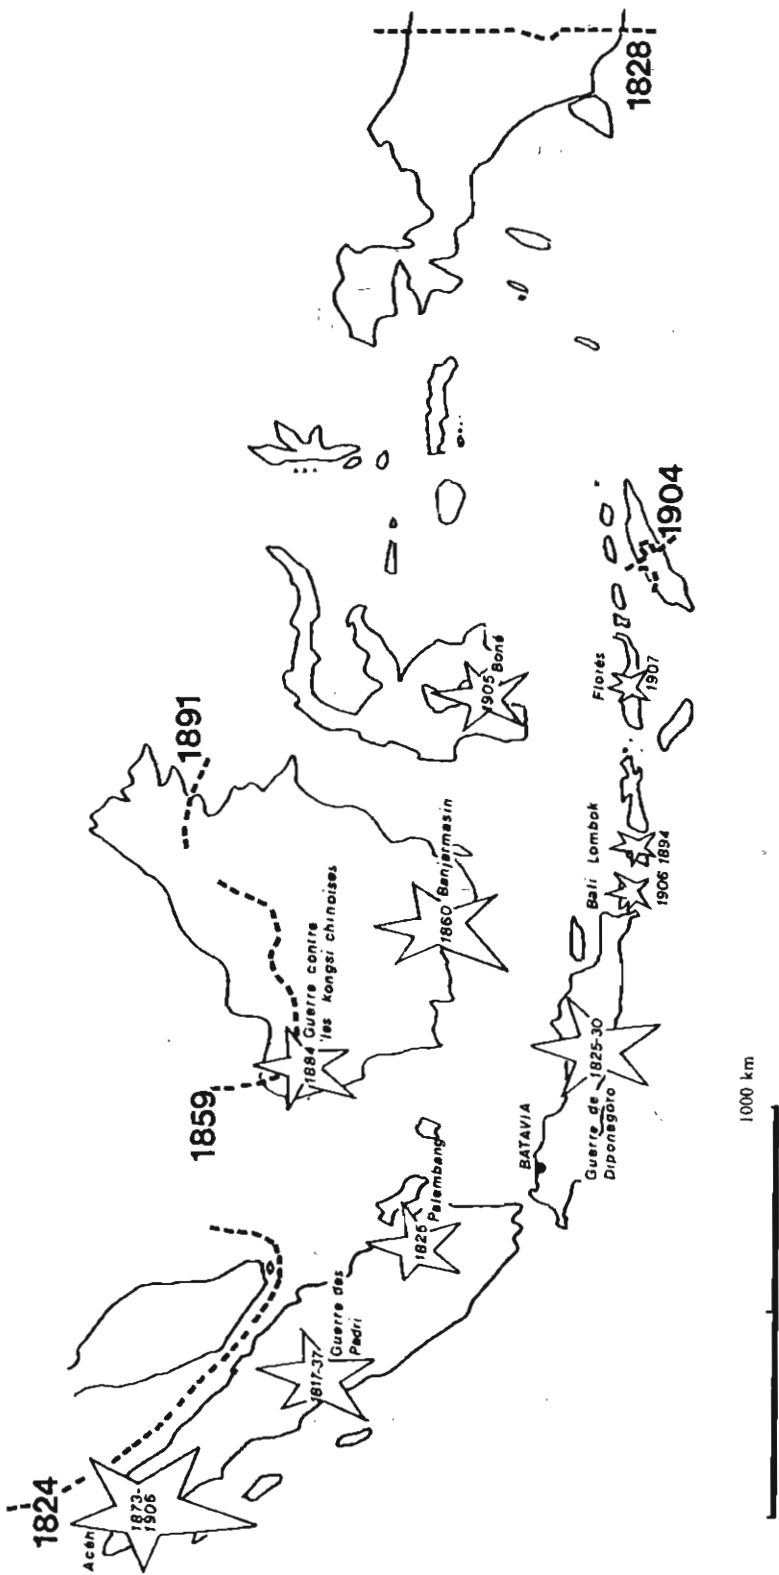 1824
Acéh
1873-
1906
1817-37
Guerre des
Padri
1825
Palembang
BATAVIA
Guerre de
Diponegoro
1825-30
1859
1884
Guerre contre
les kongsi chinoises
1891
1860
Banjermasin
Bali
Lombok
1906
1894
1905
Boné
Florès
1907
1904
1828
1000 km